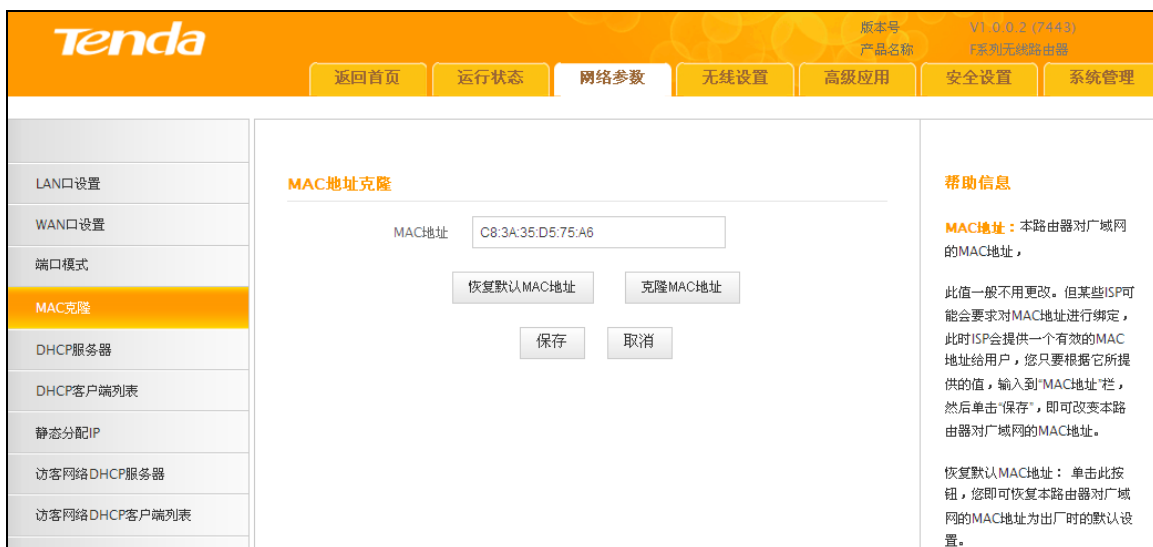 Tenda
版本号 V1.0.0.2 (7443)
产品名称 F系列无线路由器
返回首页 运行状态 网络参数 无线设置 高级应用 安全设置 系统管理
LAN口设置
WAN口设置
端口模式
MAC克隆
DHCP服务器
DHCP客户端列表
静态分配IP
访客网络DHCP服务器
访客网络DHCP客户端列表
MAC地址克隆
MAC地址 C8:3A:35:D5:75:A6
恢复默认MAC地址 克隆MAC地址
保存 取消
帮助信息
MAC地址：本路由器对广域网
的MAC地址，
此值一般不用更改。但某些ISP可
能会要求对MAC地址进行绑定，
此时ISP会提供一个有效的MAC
地址给用户，您只要根据它所提
供的值，输入到“MAC地址”栏，
然后单击“保存”，即可改变本路
由器对广域网的MAC地址。
恢复默认MAC地址： 单击此按
钮，您即可恢复本路由器对广域
网的MAC地址为出厂时的默认设
置。